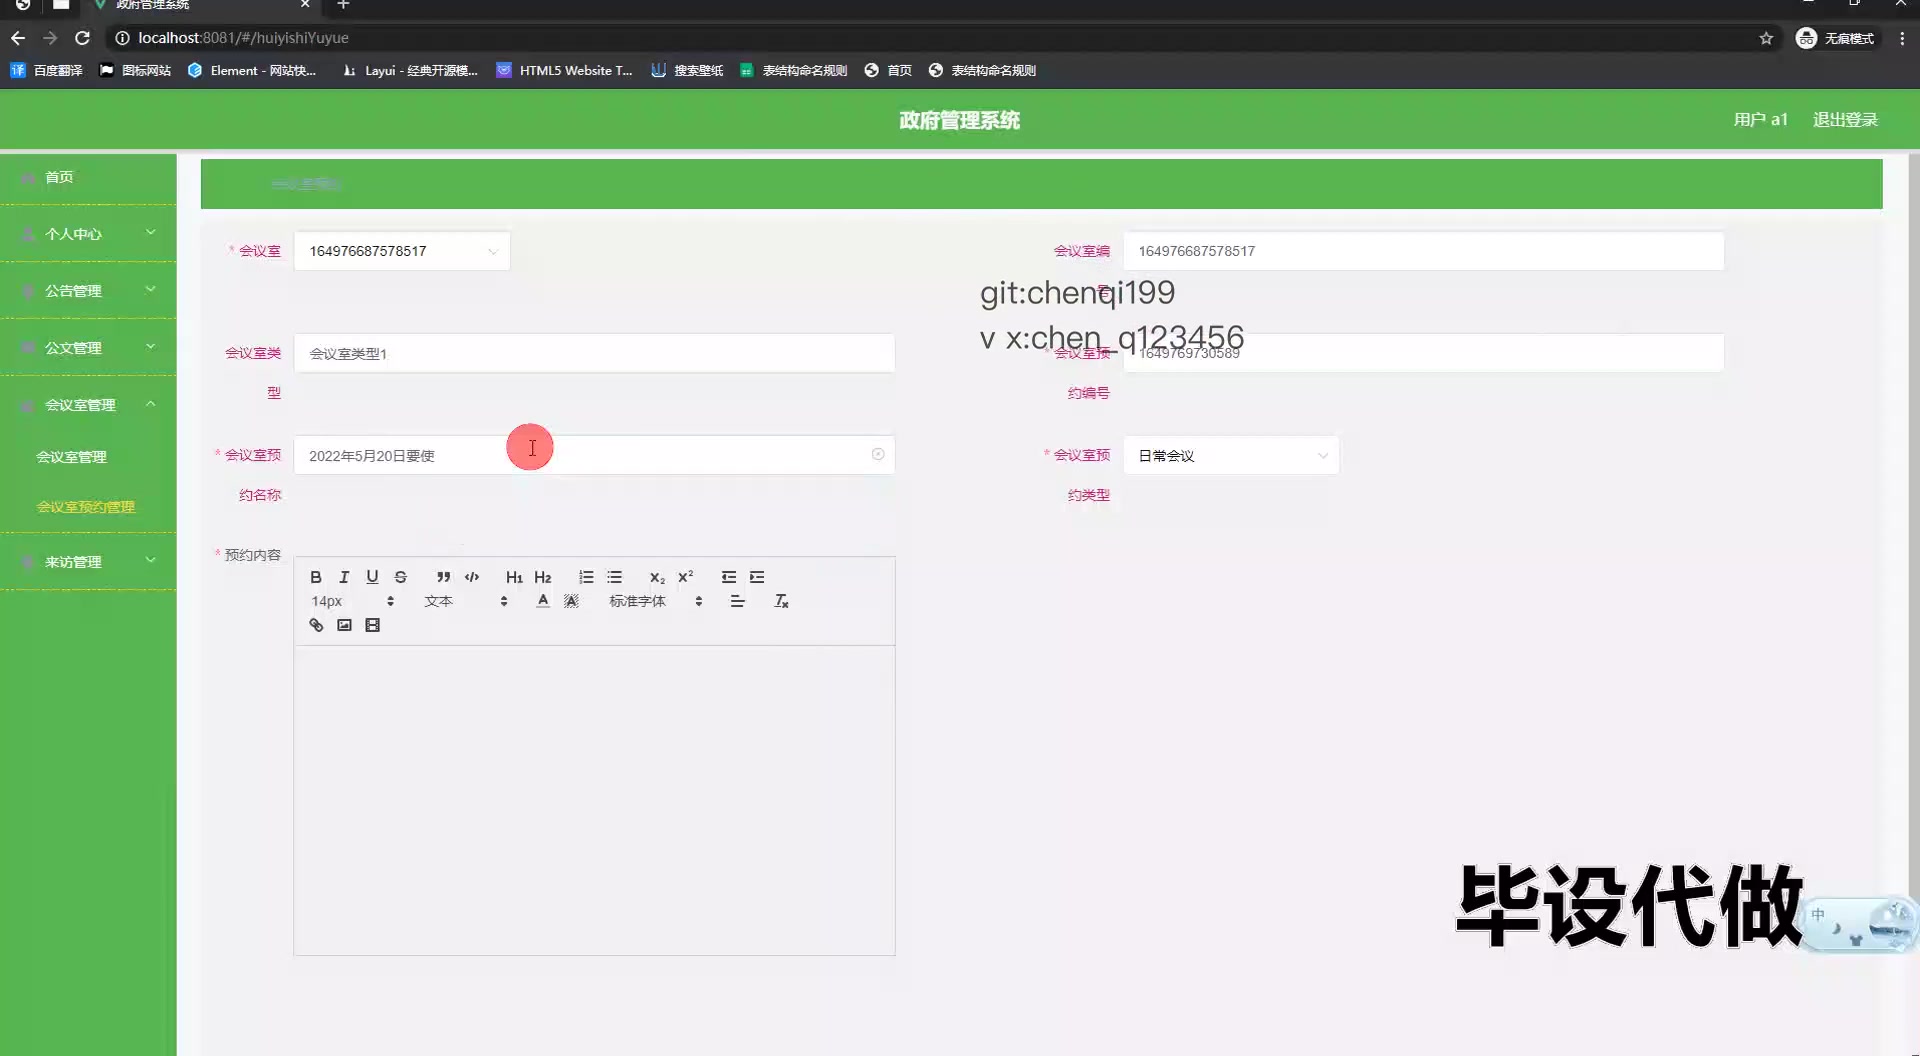 政府管理系统
localhost:8081/#/huiyishiYuyue
无痕模式
百度翻译 图标网站 Element - 网站快... Layui - 经典开源模... HTML5 Website T... 搜索壁纸 表结构命名规则 首页 表结构命名规则
政府管理系统
用户 a1 退出登录
首页
个人中心
公告管理
公文管理
会议室管理
会议室管理
会议室预约管理
来访管理
* 会议室 164976687578517
会议室编号 164976687578517
git:chenqi199
v x:chen_q123456
会议室类型 会议室类型1
* 会议室预约编号 1649769730589
* 会议室预约名称 2022年5月20日要使
* 会议室预约类型 日常会议
* 预约内容
B I U S H1 H2 x2 x2
14px 文本 A A 标准字体 Tx
毕设代做
中